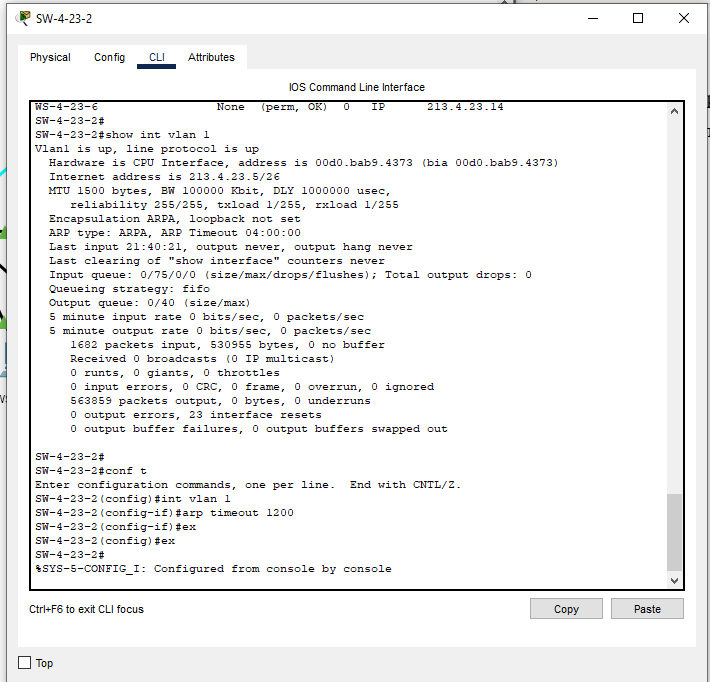 SW-4-23-2
Physical Config CLI Attributes
IOS Command Line Interface
WS-4-23-6 None (perm, OK) 0 IP 213.4.23.14
SW-4-23-2#
SW-4-23-2#show int vlan 1
Vlan1 is up, line protocol is up
Hardware is CPU Interface, address is 00d0.bab9.4373 (bia 00d0.bab9.4373)
Internet address is 213.4.23.5/26
MTU 1500 bytes, BW 100000 Kbit, DLY 1000000 usec,
reliability 255/255, txload 1/255, rxload 1/255
Encapsulation ARPA, loopback not set
ARP type: ARPA, ARP Timeout 04:00:00
Last input 21:40:21, output never, output hang never
Last clearing of "show interface" counters never
Input queue: 0/75/0/0 (size/max/drops/flushes); Total output drops: 0
Queueing strategy: fifo
Output queue: 0/40 (size/max)
5 minute input rate 0 bits/sec, 0 packets/sec
5 minute output rate 0 bits/sec, 0 packets/sec
1682 packets input, 530955 bytes, 0 no buffer
Received 0 broadcasts (0 IP multicast)
0 runts, 0 giants, 0 throttles
0 input errors, 0 CRC, 0 frame, 0 overrun, 0 ignored
563859 packets output, 0 bytes, 0 underruns
0 output errors, 23 interface resets
0 output buffer failures, 0 output buffers swapped out
SW-4-23-2#
SW-4-23-2#conf t
Enter configuration commands, one per line. End with CNTL/Z.
SW-4-23-2(config)#int vlan 1
SW-4-23-2(config-if)#arp timeout 1200
SW-4-23-2(config-if)#ex
SW-4-23-2(config)#ex
SW-4-23-2#
%SYS-5-CONFIG_I: Configured from console by console
Ctrl+F6 to exit CLI focus
Copy Paste
Top